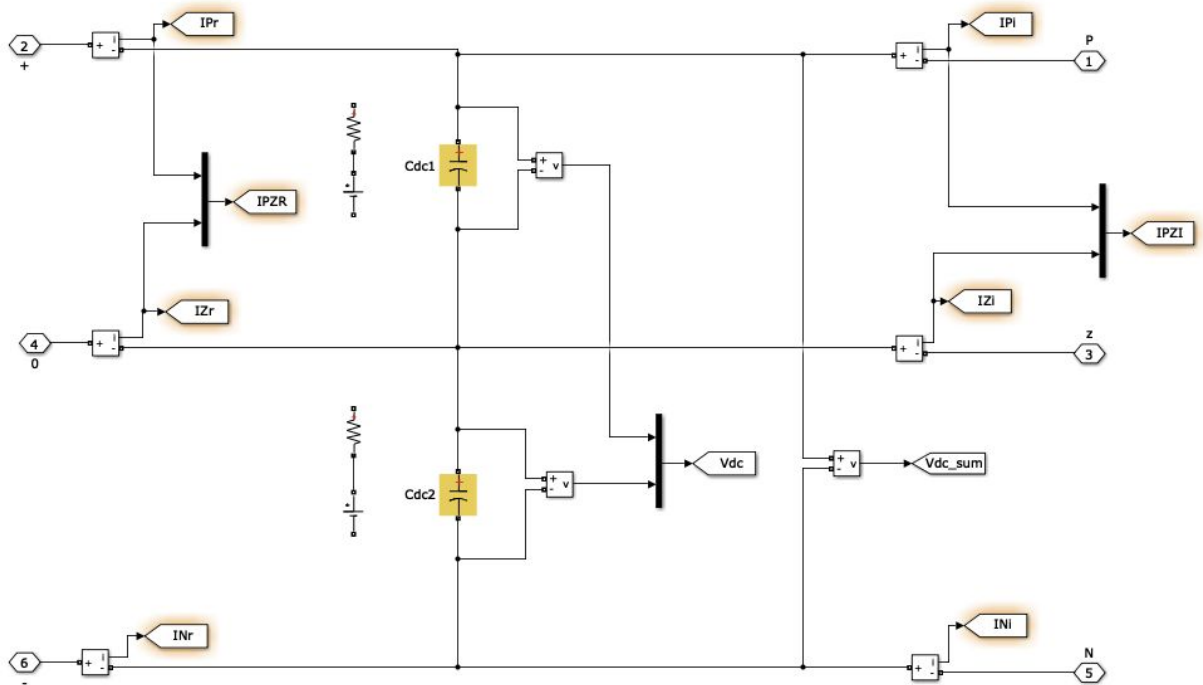 IPr
2
+
+ i
-
IPi
+ i
-
P
1
Cdc1
+
-
v
IPZR
IPZI
IZr
IZi
4
0
+ i
-
+ i
-
z
3
Cdc2
+
-
v
Vdc
+
-
v
Vdc_sum
INr
6
-
+ i
-
INi
+ i
-
N
5